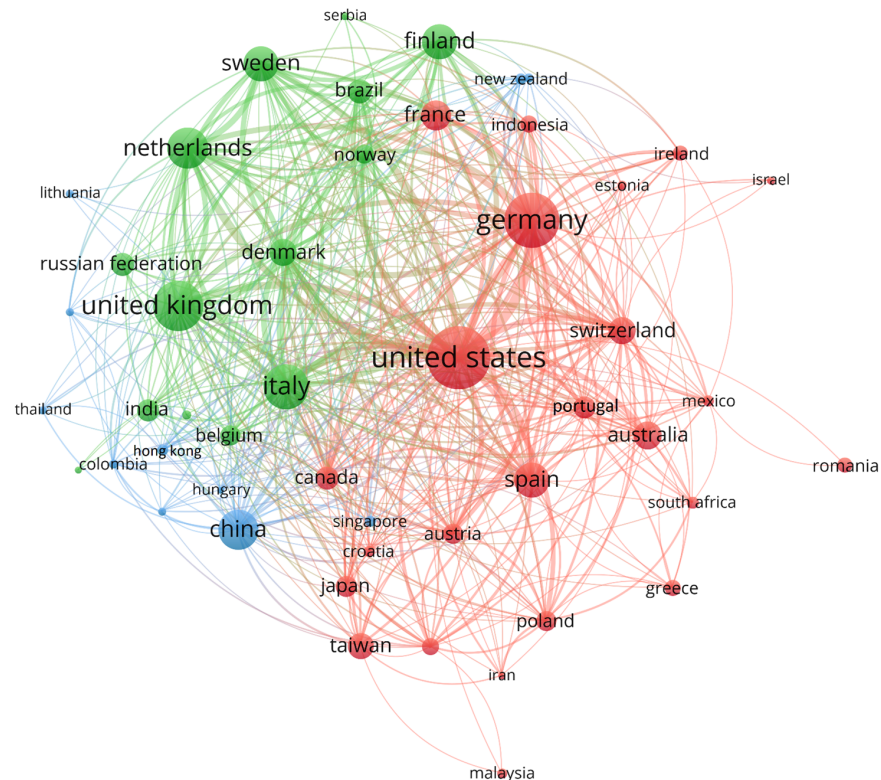 serbia
finland
sweden
new zealand
brazil
france
indonesia
netherlands
norway
ireland
israel
estonia
lithuania
germany
denmark
russian federation
united kingdom
switzerland
united states
italy
mexico
portugal
thailand
india
belgium
australia
hong kong
colombia
romania
canada
spain
hungary
south africa
singapore
china
austria
croatia
japan
greece
poland
taiwan
iran
malaysia